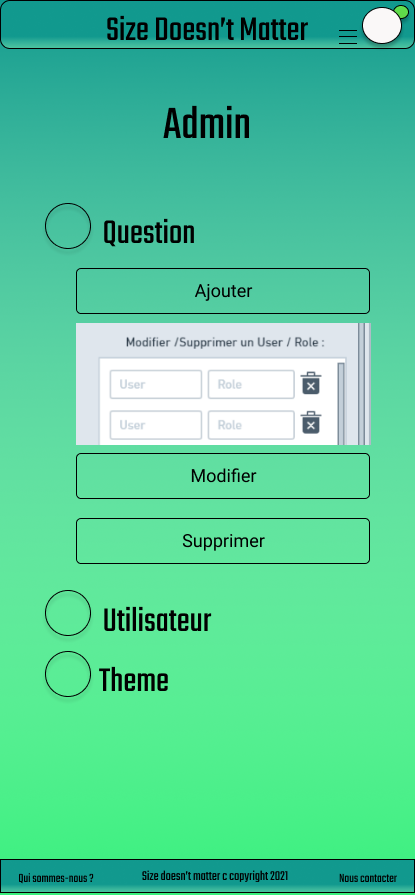 Size Doesn't Matter
Admin
Question
Ajouter
Modifier /Supprimer un User / Role :
User Role
User Role
Modifier
Supprimer
Utilisateur
Theme
Qui sommes-nous ? Size doesn't matter c copyright 2021 Nous contacter